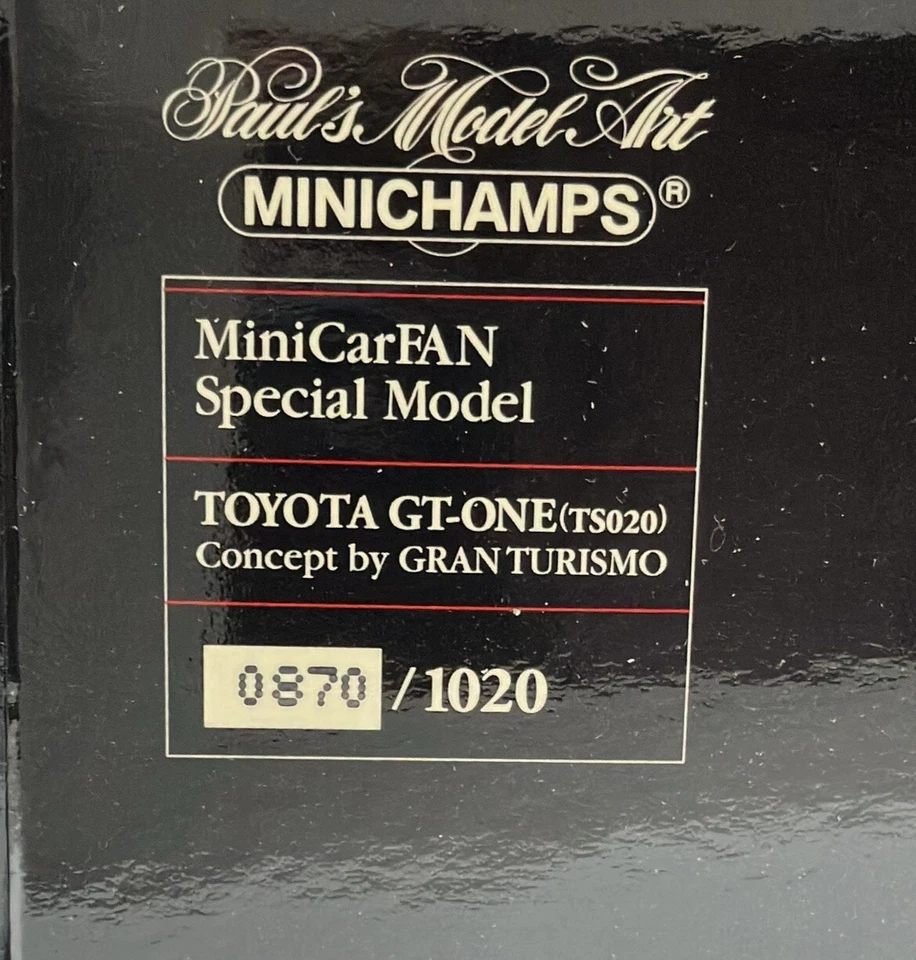 Paul's Model Art
MINICHAMPS®
MiniCarFAN
Special Model
TOYOTA GT-ONE(TS020)
Concept by GRAN TURISMO
0870 / 1020